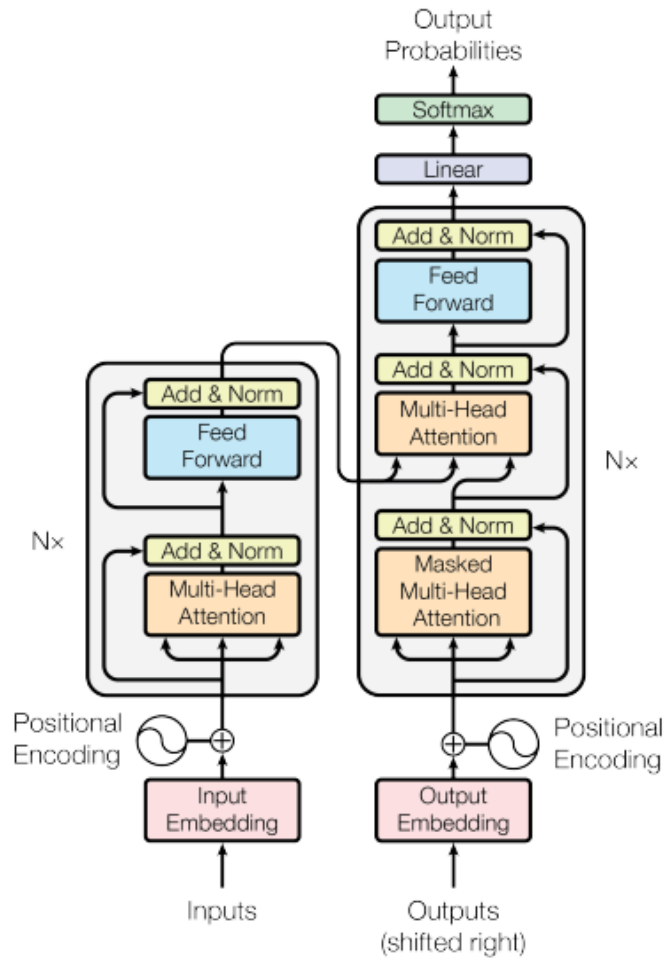 Output
Probabilities
Softmax
Linear
Add & Norm
Feed
Forward
Add & Norm
Multi-Head
Attention
Add & Norm
Masked
Multi-Head
Attention
N×
Add & Norm
Feed
Forward
Add & Norm
Multi-Head
Attention
N×
Positional
Encoding
Positional
Encoding
Input
Embedding
Output
Embedding
Inputs
Outputs
(shifted right)